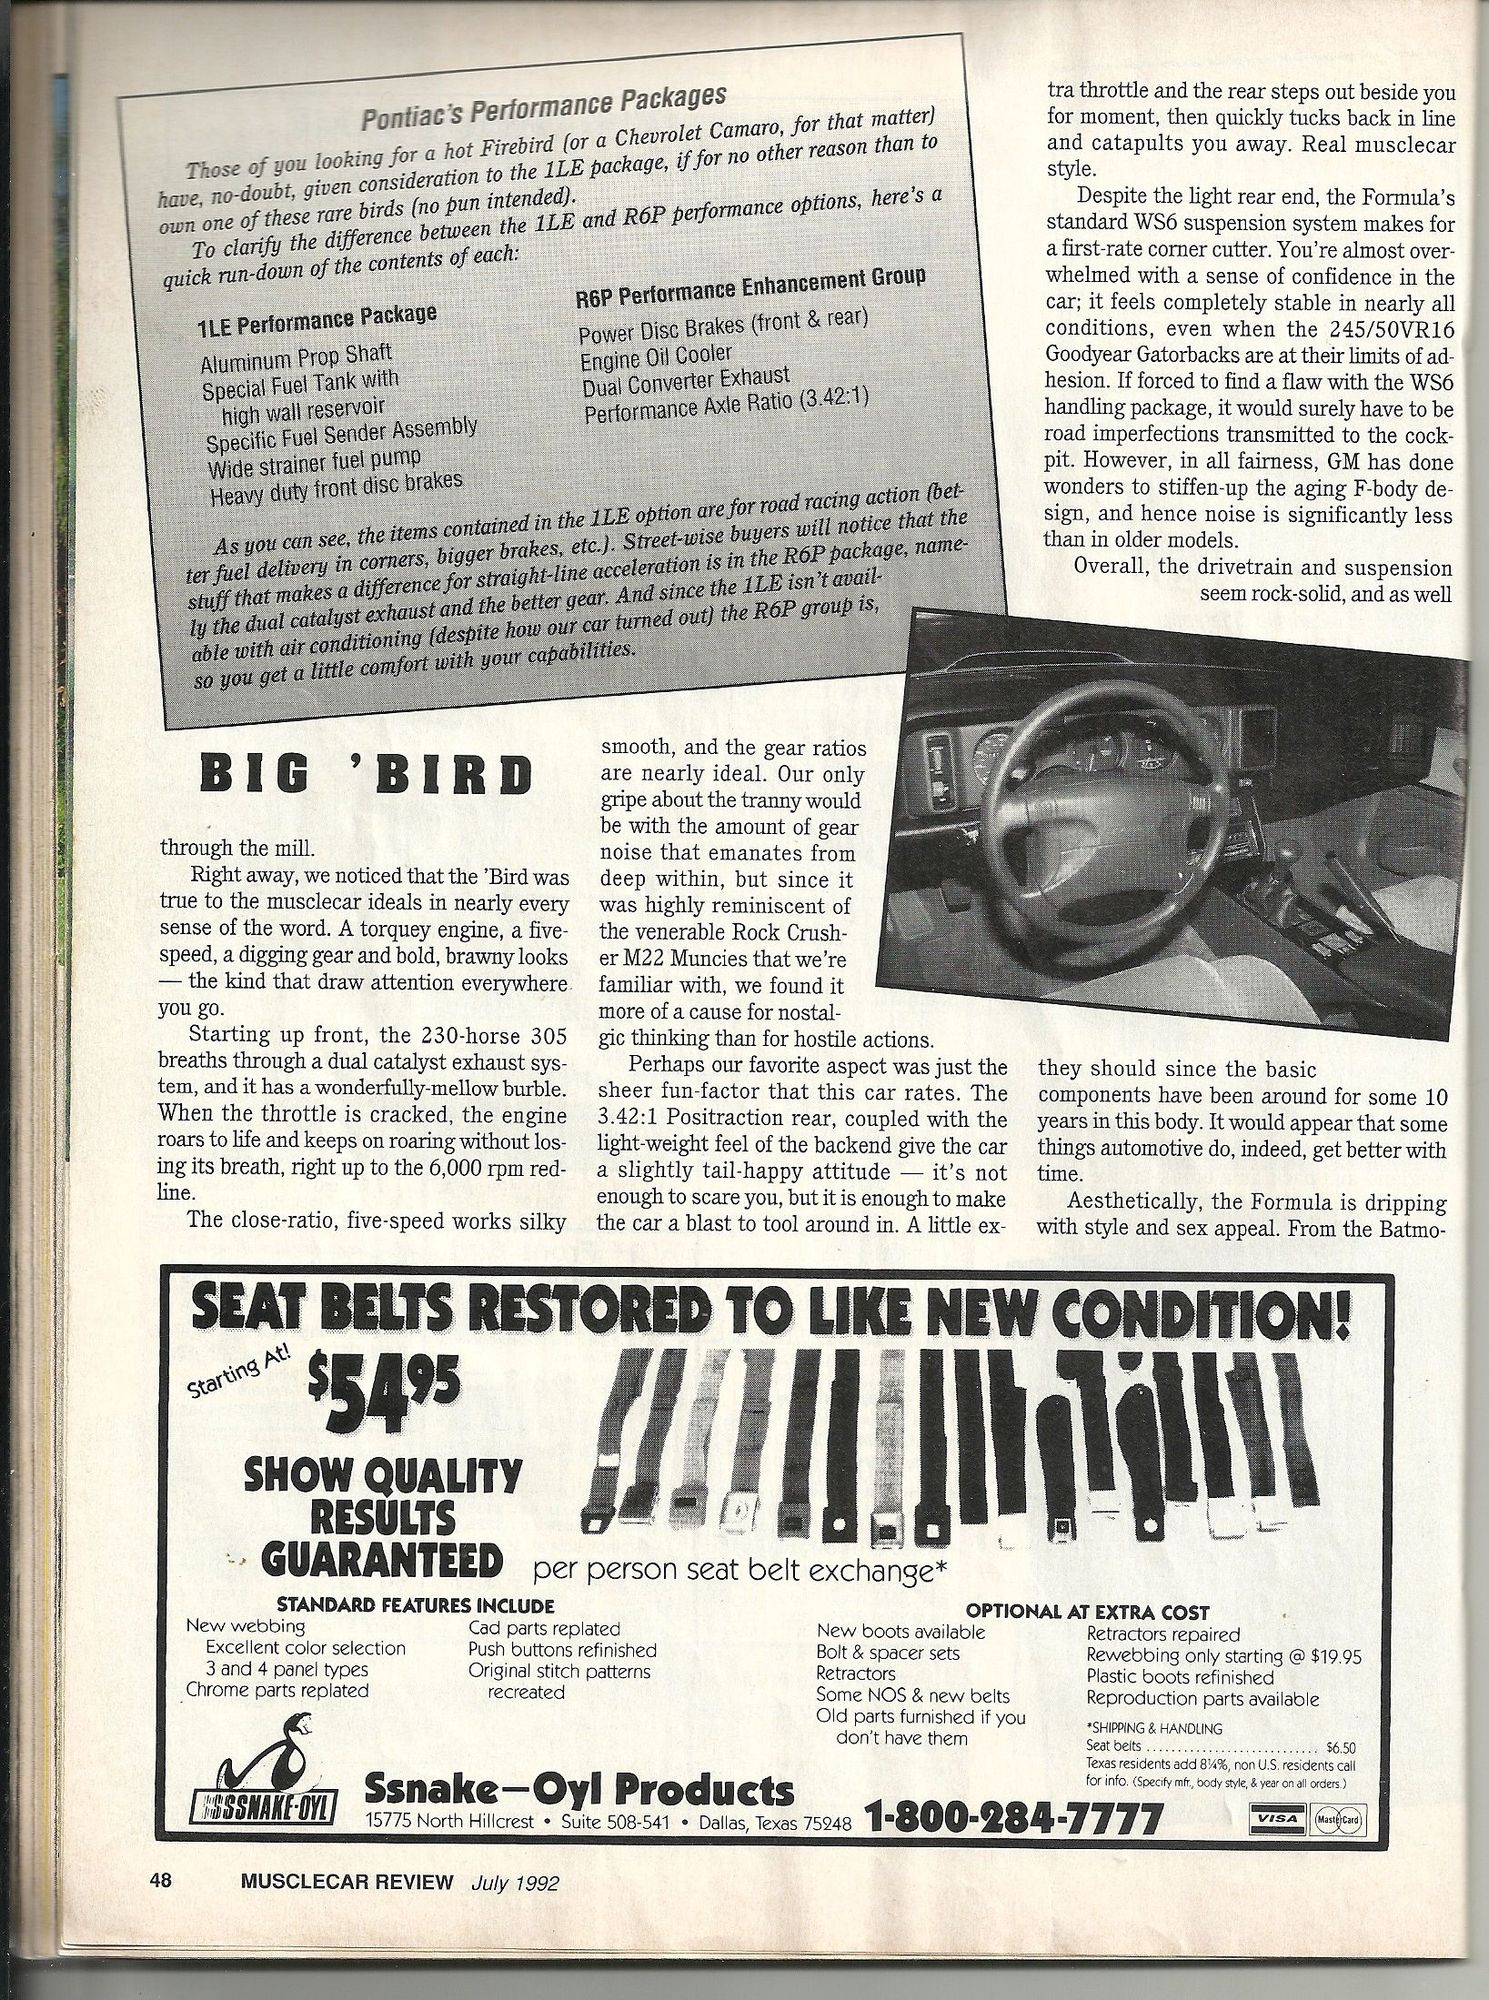 Pontiac's Performance Packages
Those of you looking for a hot Firebird (or a Chevrolet Camaro, for that matter)
have, no-doubt, given consideration to the 1LE package, if for no other reason than to
own one of these rare birds (no pun intended).
To clarify the difference between the 1LE and R6P performance options, here's a
quick run-down of the contents of each:
1LE Performance Package
Aluminum Prop Shaft
Special Fuel Tank with
high wall reservoir
Specific Fuel Sender Assembly
Wide strainer fuel pump
Heavy duty front disc brakes
R6P Performance Enhancement Group
Power Disc Brakes (front & rear)
Engine Oil Cooler
Dual Converter Exhaust
Performance Axle Ratio (3.42:1)
As you can see, the items contained in the 1LE option are for road racing action (bet-
ter fuel delivery in corners, bigger brakes, etc.). Street-wise buyers will notice that the
stuff that makes a difference for straight-line acceleration is in the R6P package, name-
ly the dual catalyst exhaust and the better gear. And since the 1LE isn't avail-
able with air conditioning (despite how our car turned out) the R6P group is,
so you get a little comfort with your capabilities.
BIG 'BIRD
through the mill.
Right away, we noticed that the 'Bird was
true to the musclecar ideals in nearly every
sense of the word. A torquey engine, a five-
speed, a digging gear and bold, brawny looks
— the kind that draw attention everywhere
you go.
Starting up front, the 230-horse 305
breaths through a dual catalyst exhaust sys-
tem, and it has a wonderfully-mellow burble.
When the throttle is cracked, the engine
roars to life and keeps on roaring without los-
ing its breath, right up to the 6,000 rpm red-
line.
The close-ratio, five-speed works silky
smooth, and the gear ratios
are nearly ideal. Our only
gripe about the tranny would
be with the amount of gear
noise that emanates from
deep within, but since it
was highly reminiscent of
the venerable Rock Crush-
er M22 Muncies that we're
familiar with, we found it
more of a cause for nostal-
gic thinking than for hostile actions.
Perhaps our favorite aspect was just the
sheer fun-factor that this car rates. The
3.42:1 Positraction rear, coupled with the
light-weight feel of the backend give the car
a slightly tail-happy attitude — it's not
enough to scare you, but it is enough to make
the car a blast to tool around in. A little ex-
tra throttle and the rear steps out beside you
for moment, then quickly tucks back in line
and catapults you away. Real musclecar
style.
Despite the light rear end, the Formula's
standard WS6 suspension system makes for
a first-rate corner cutter. You're almost over-
whelmed with a sense of confidence in the
car; it feels completely stable in nearly all
conditions, even when the 245/50VR16
Goodyear Gatorbacks are at their limits of ad-
hesion. If forced to find a flaw with the WS6
handling package, it would surely have to be
road imperfections transmitted to the cock-
pit. However, in all fairness, GM has done
wonders to stiffen-up the aging F-body de-
sign, and hence noise is significantly less
than in older models.
Overall, the drivetrain and suspension
seem rock-solid, and as well
they should since the basic
components have been around for some 10
years in this body. It would appear that some
things automotive do, indeed, get better with
time.
Aesthetically, the Formula is dripping
with style and sex appeal. From the Batmo-
SEAT BELTS RESTORED TO LIKE NEW CONDITION!
Starting At!
$5495
SHOW QUALITY
RESULTS
GUARANTEED
per person seat belt exchange*
STANDARD FEATURES INCLUDE
New webbing
Excellent color selection
3 and 4 panel types
Chrome parts replated
Cad parts replated
Push buttons refinished
Original stitch patterns
recreated
OPTIONAL AT EXTRA COST
New boots available
Bolt & spacer sets
Retractors
Some NOS & new belts
Old parts furnished if you
don't have them
Retractors repaired
Rewebbing only starting @ $19.95
Plastic boots refinished
Reproduction parts available
*SHIPPING & HANDLING
Seat belts ............................ $6.50
Texas residents add 8¼%, non U.S. residents call
for info. (Specify mfr., body style, & year on all orders.)
SSSNAKE-OYL
Ssnake—Oyl Products
15775 North Hillcrest • Suite 508-541 • Dallas, Texas 75248 1-800-284-7777
VISA MasterCard
48 MUSCLECAR REVIEW July 1992